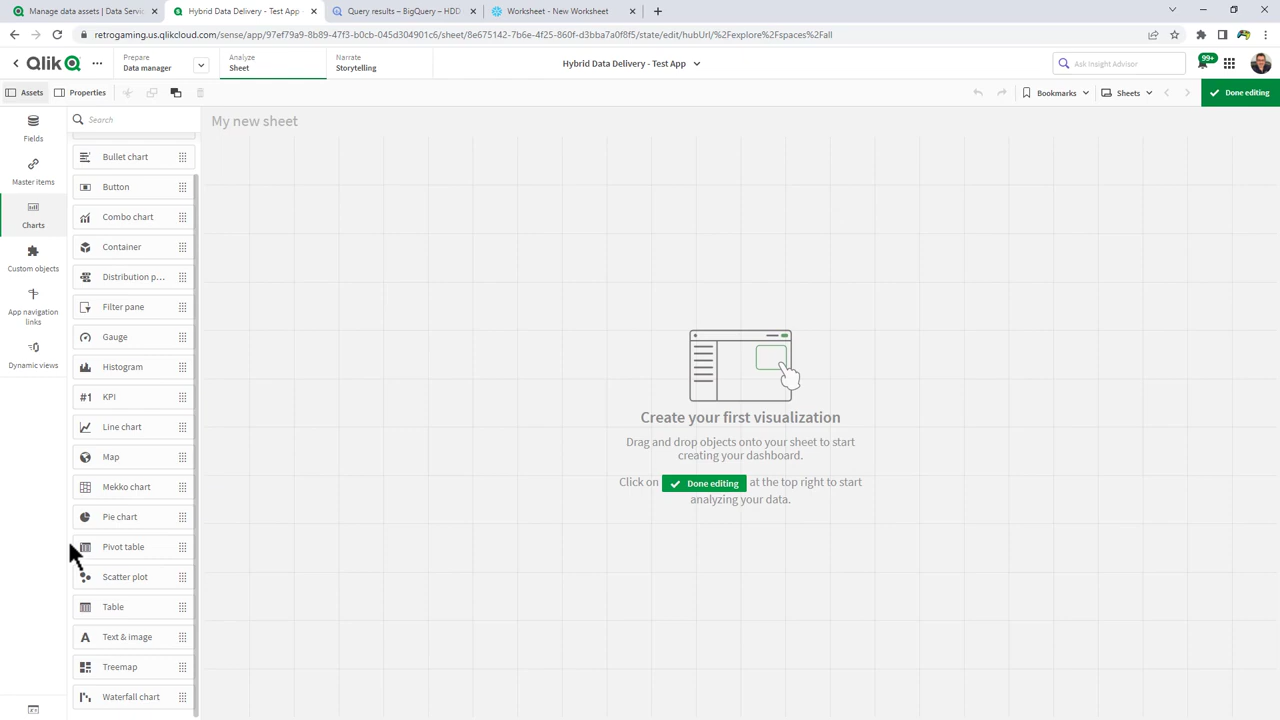 Manage data assets | Data Servic
Hybrid Data Delivery - Test App
Query results – BigQuery – HDD
Worksheet - New Worksheet
retrogaming.us.qlikcloud.com/sense/app/97ef79a9-8b89-47f3-b0cb-045d304901c6/sheet/8e675142-7b6e-4f25-860f-d3bba7a0f8f5/state/edit/hubUrl/%2Fexplore%2Fspaces%2Fall
Qlik
Prepare
Data manager
Analyze
Sheet
Narrate
Storytelling
Hybrid Data Delivery - Test App
Ask Insight Advisor
99+
Assets
Properties
Bookmarks
Sheets
Done editing
Fields
Master items
Charts
Custom objects
App navigation
links
Dynamic views
Search
Bullet chart
Button
Combo chart
Container
Distribution p...
Filter pane
Gauge
Histogram
#1 KPI
Line chart
Map
Mekko chart
Pie chart
Pivot table
Scatter plot
Table
A Text & image
Treemap
Waterfall chart
My new sheet
Create your first visualization
Drag and drop objects onto your sheet to start
creating your dashboard.
Click on Done editing at the top right to start
analyzing your data.